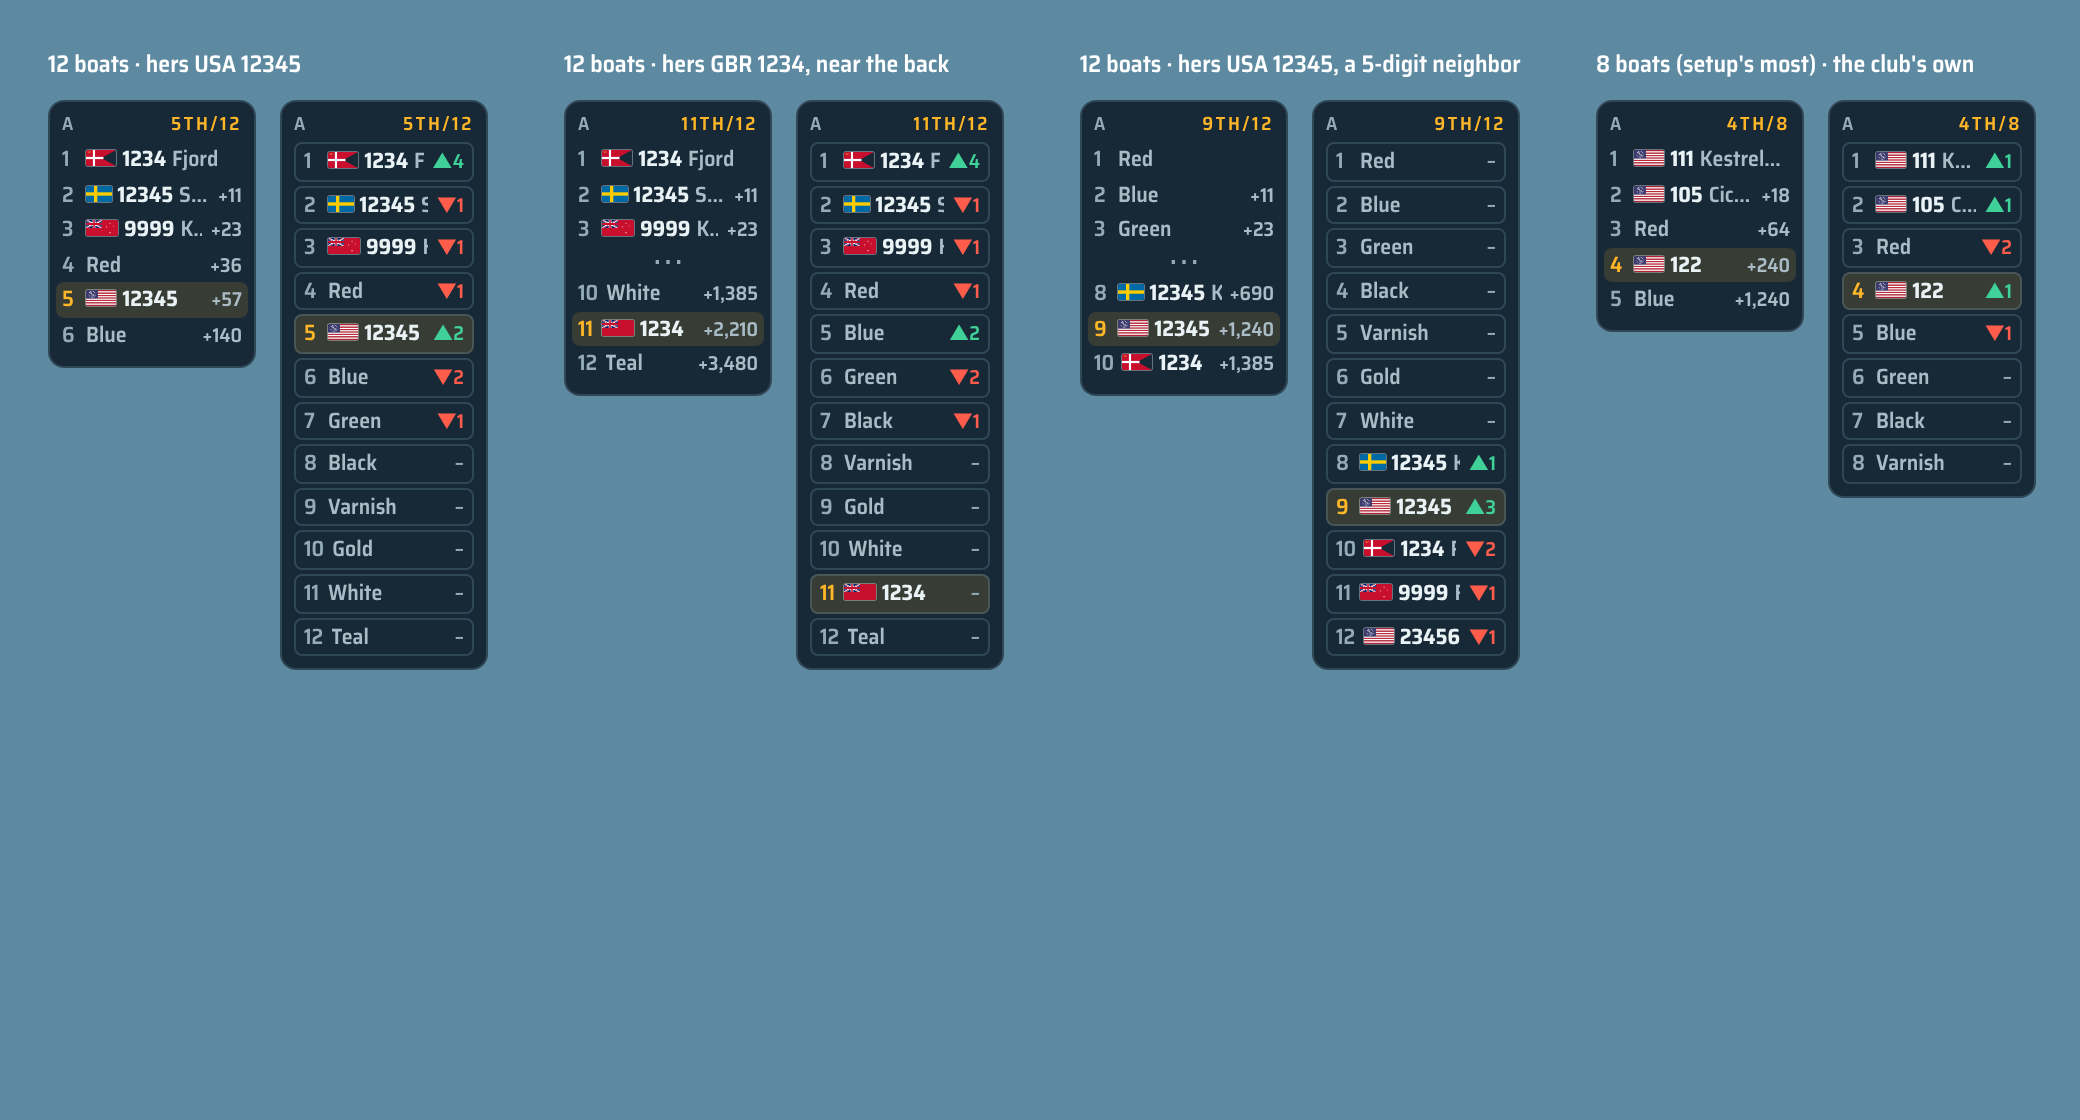 12 boats · hers USA 12345
A 5TH/12
1 1234 Fjord
2 12345 S... +11
3 9999 K.. +23
4 Red +36
5 12345 +57
6 Blue +140
A 5TH/12
1 1234 F ▲4
2 12345 ▼1
3 9999 ▼1
4 Red ▼1
5 12345 ▲2
6 Blue ▼2
7 Green ▼1
8 Black –
9 Varnish –
10 Gold –
11 White –
12 Teal –
12 boats · hers GBR 1234, near the back
A 11TH/12
1 1234 Fjord
2 12345 S... +11
3 9999 K.. +23
...
10 White +1,385
11 1234 +2,210
12 Teal +3,480
A 11TH/12
1 1234 F ▲4
2 12345 ▼1
3 9999 ▼1
4 Red ▼1
5 Blue ▲2
6 Green ▼2
7 Black ▼1
8 Varnish –
9 Gold –
10 White –
11 1234 –
12 Teal –
12 boats · hers USA 12345, a 5-digit neighbor
A 9TH/12
1 Red
2 Blue +11
3 Green +23
...
8 12345 K +690
9 12345 +1,240
10 1234 +1,385
A 9TH/12
1 Red –
2 Blue –
3 Green –
4 Black –
5 Varnish –
6 Gold –
7 White –
8 12345 ▲1
9 12345 ▲3
10 1234 ▼2
11 9999 ▼1
12 23456 ▼1
8 boats (setup's most) · the club's own
A 4TH/8
1 111 Kestrel...
2 105 Cic... +18
3 Red +64
4 122 +240
5 Blue +1,240
A 4TH/8
1 111 K... ▲1
2 105 C... ▲1
3 Red ▼2
4 122 ▲1
5 Blue ▼1
6 Green –
7 Black –
8 Varnish –